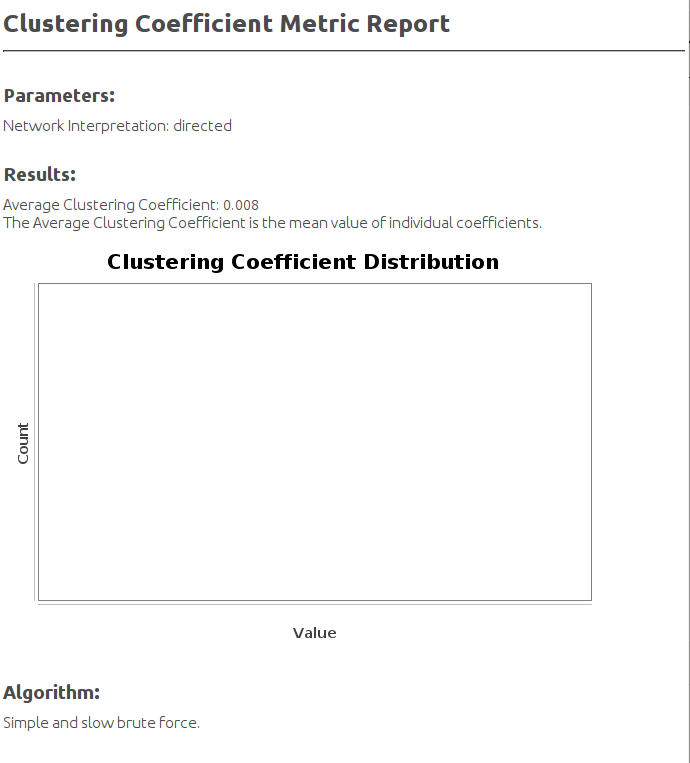 Clustering Coefficient Metric Report
Parameters:
Network Interpretation: directed
Results:
Average Clustering Coefficient: 0.008
The Average Clustering Coefficient is the mean value of individual coefficients.
Clustering Coefficient Distribution
Count
Value
Algorithm:
Simple and slow brute force.